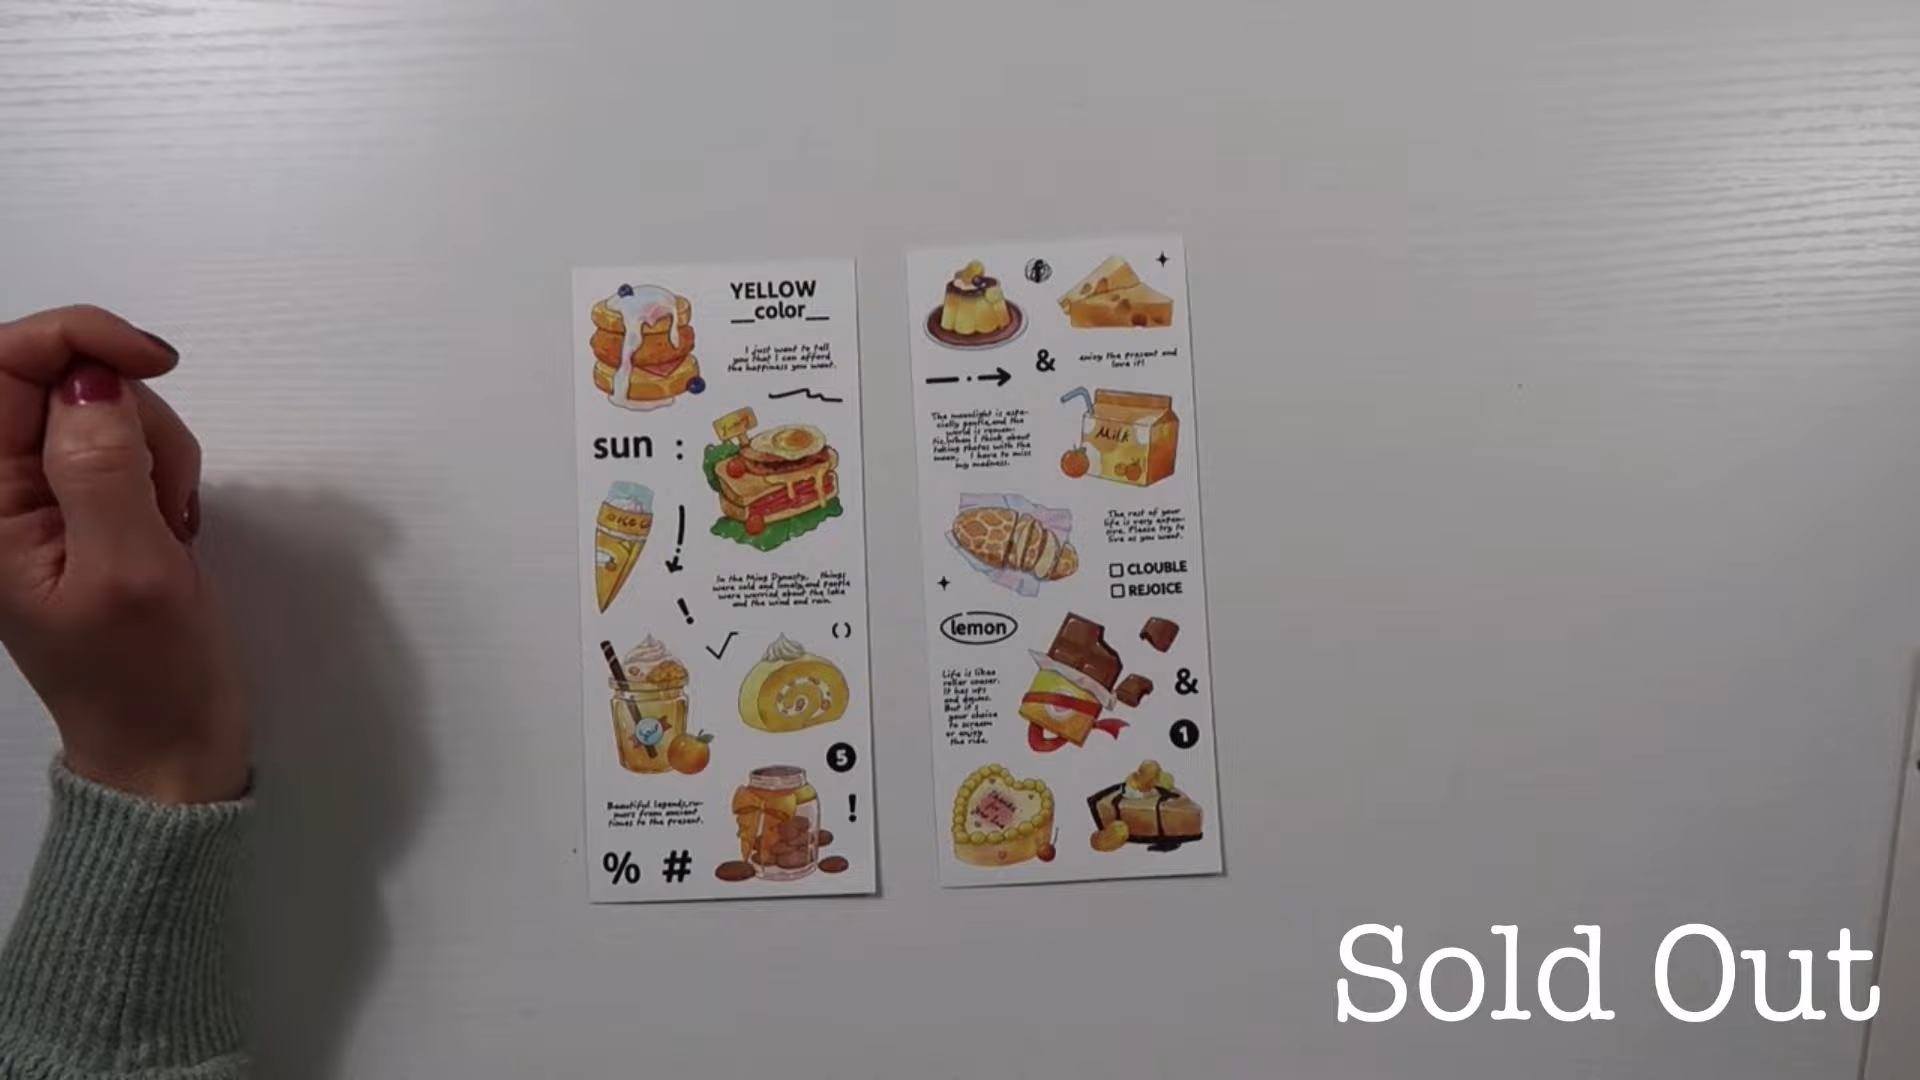 YELLOW
__color__
I just want to tell
you that I can afford
the happiness you want.
sun :
In the Ming Dynasty, things
were cold and lonely, and people
were worried about the lake
and the wind and rain.
!
( )
5
!
Beautiful legends, ru-
mors from ancient
times to the present.
% #
&
enjoy the present and
love it!
The moonlight is espe-
cially gentle, and the
world is roman-
tic. When I think about
taking photos with the
moon, I have to miss
my madness.
Milk
The rest of your
life is very expen-
sive. Please try to
live as you want.
CLOUBLE
REJOICE
lemon
Life is likea
roller coaser.
It has ups
and downs.
But it's
your choice
to scream
or enjoy
the ride.
&
1
thanks
for
your love
Sold Out